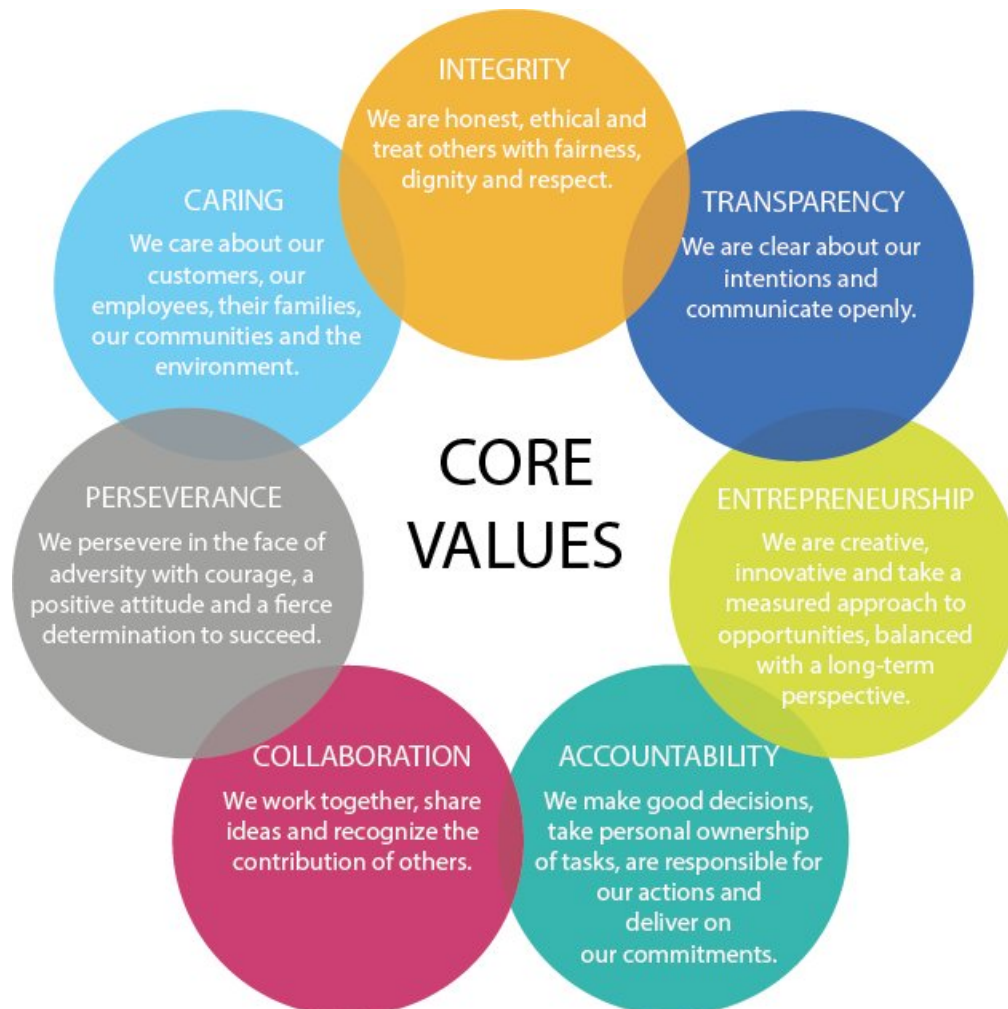 INTEGRITY
We are honest, ethical and
treat others with fairness,
dignity and respect.
TRANSPARENCY
We are clear about our
intentions and
communicate openly.
ENTREPRENEURSHIP
We are creative,
innovative and take a
measured approach to
opportunities, balanced
with a long-term
perspective.
ACCOUNTABILITY
We make good decisions,
take personal ownership
of tasks, are responsible for
our actions and
deliver on
our commitments.
COLLABORATION
We work together, share
ideas and recognize the
contribution of others.
PERSEVERANCE
We persevere in the face of
adversity with courage, a
positive attitude and a fierce
determination to succeed.
CARING
We care about our
customers, our
employees, their families,
our communities and the
environment.
CORE
VALUES